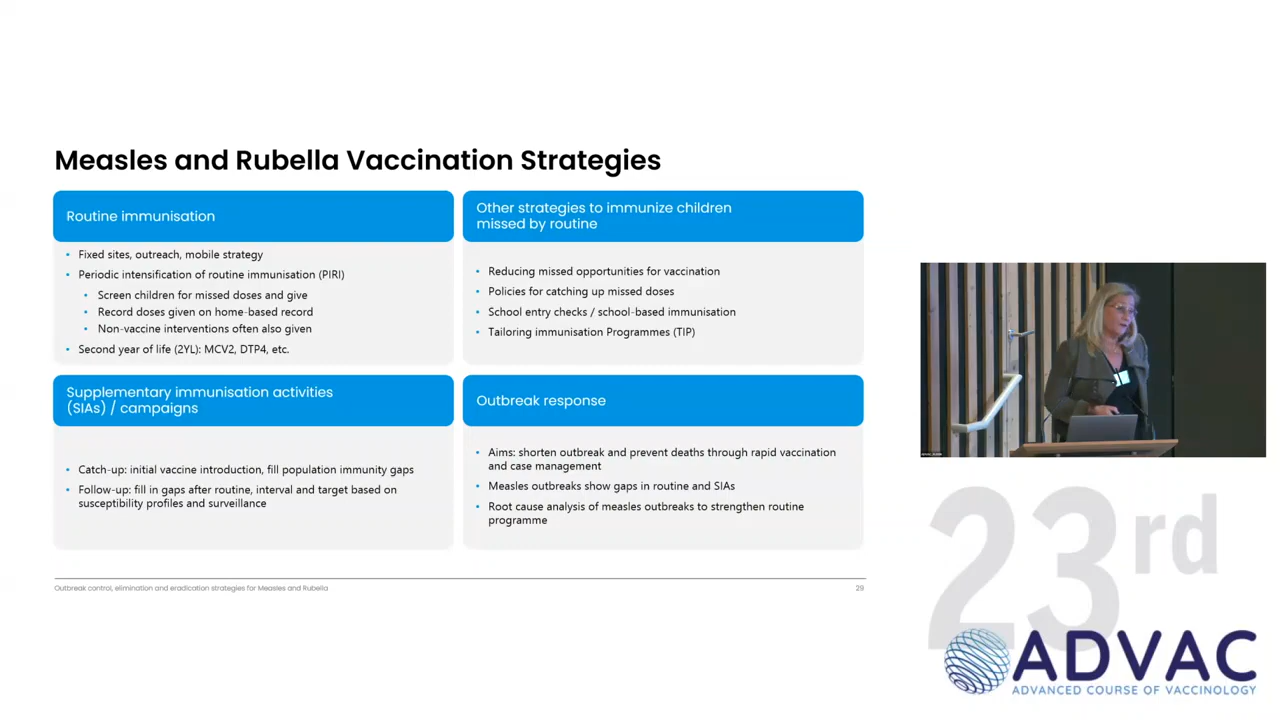 Measles and Rubella Vaccination Strategies
Routine immunisation
• Fixed sites, outreach, mobile strategy
• Periodic intensification of routine immunisation (PIRI)
• Screen children for missed doses and give
• Record doses given on home-based record
• Non-vaccine interventions often also given
• Second year of life (2YL): MCV2, DTP4, etc.
Other strategies to immunize children
missed by routine
• Reducing missed opportunities for vaccination
• Policies for catching up missed doses
• School entry checks / school-based immunisation
• Tailoring immunisation Programmes (TIP)
Supplementary immunisation activities
(SIAs) / campaigns
• Catch-up: initial vaccine introduction, fill population immunity gaps
• Follow-up: fill in gaps after routine, interval and target based on
susceptibility profiles and surveillance
Outbreak response
• Aims: shorten outbreak and prevent deaths through rapid vaccination
and case management
• Measles outbreaks show gaps in routine and SIAs
• Root cause analysis of measles outbreaks to strengthen routine
programme
Outbreak control, elimination and eradication strategies for Measles and Rubella
29
23rd
ADVAC
ADVANCED COURSE OF VACCINOLOGY